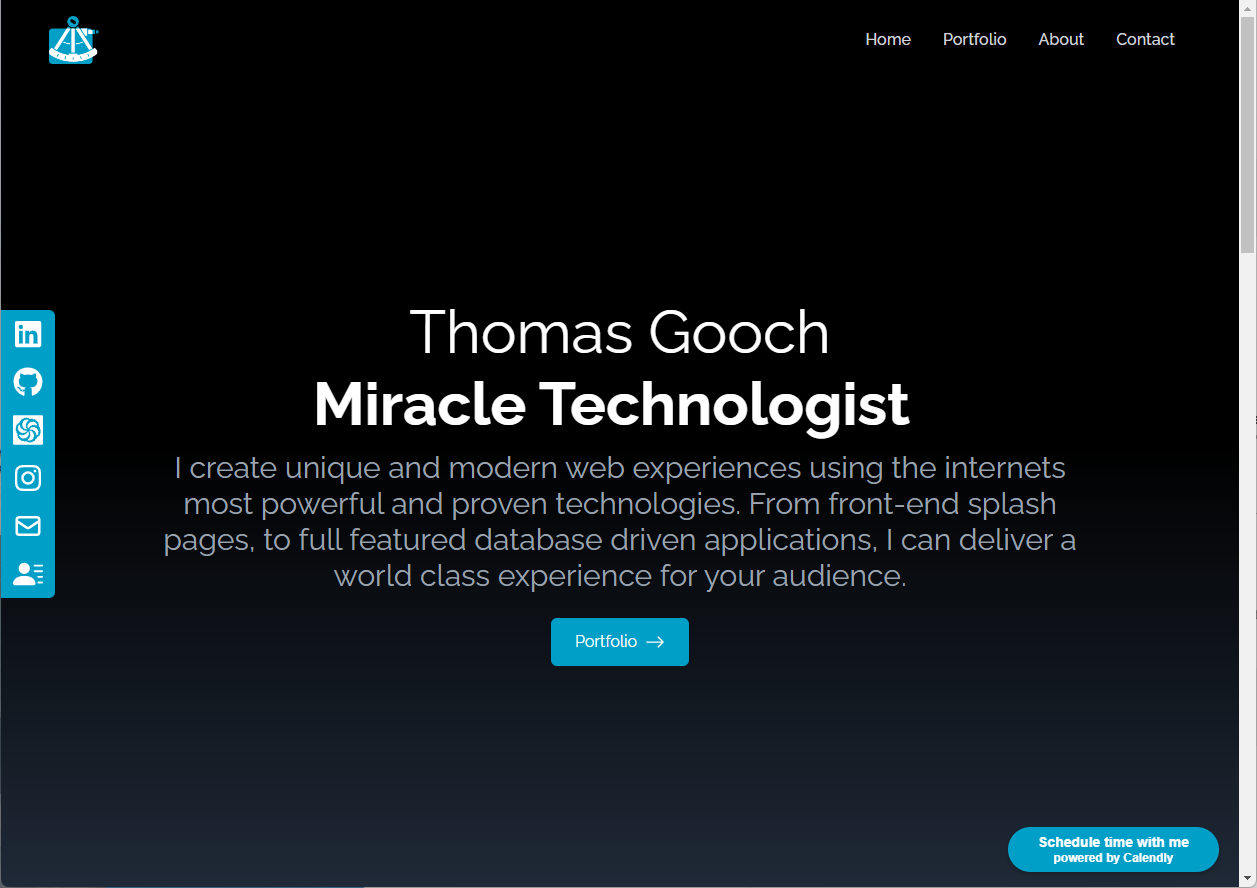 Home Portfolio About Contact
Thomas Gooch
Miracle Technologist
I create unique and modern web experiences using the internets
most powerful and proven technologies. From front-end splash
pages, to full featured database driven applications, I can deliver a
world class experience for your audience.
Portfolio →
in
Schedule time with me
powered by Calendly